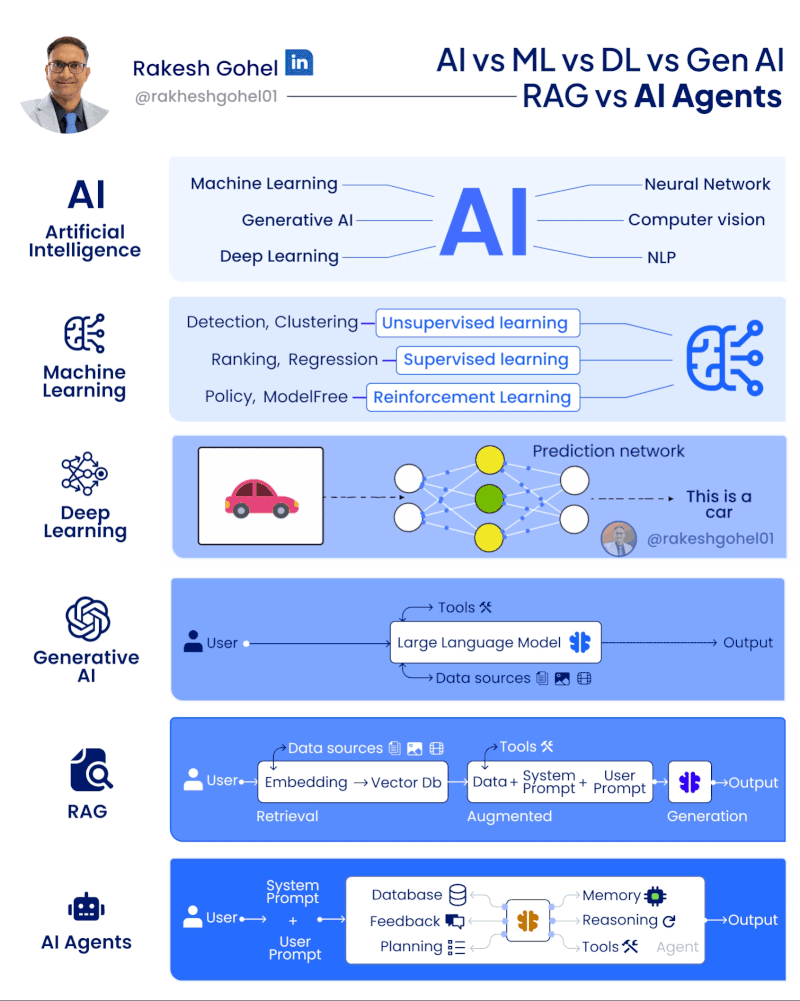 Rakesh Gohel in
@rakheshgohel01
AI vs ML vs DL vs Gen AI
RAG vs AI Agents
AI
Artificial
Intelligence
Machine Learning
Generative AI
Deep Learning
AI
Neural Network
Computer vision
NLP
Machine
Learning
Detection, Clustering Unsupervised learning
Ranking, Regression Supervised learning
Policy, ModelFree Reinforcement Learning
Deep
Learning
Prediction network
This is a
car
@rakeshgohel01
Generative
AI
User
Tools
Large Language Model
Data sources
Output
RAG
User
Data sources
Embedding Vector Db
Retrieval
Tools
Data + System Prompt + User Prompt
Augmented
Generation
Output
AI Agents
User
System
Prompt
+
User
Prompt
Database
Feedback
Planning
Memory
Reasoning
Tools
Agent
Output